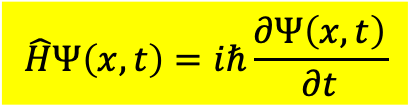 ĤΨ(x, t) = iħ ∂Ψ(x, t)/∂t